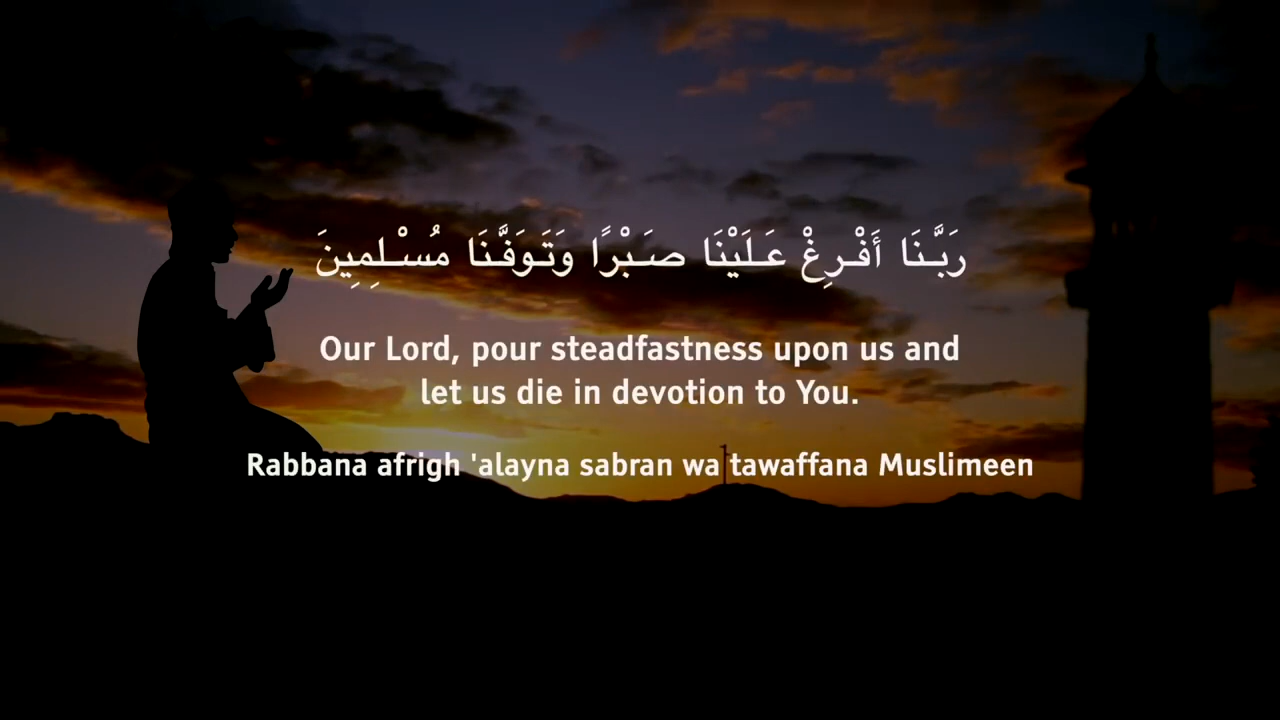 رَبَّنَا أَفْرِغْ عَلَيْنَا صَبْرًا وَتَوَفَّنَا مُسْلِمِينَ
Our Lord, pour steadfastness upon us and
let us die in devotion to You.
Rabbana afrigh 'alayna sabran wa tawaffana Muslimeen